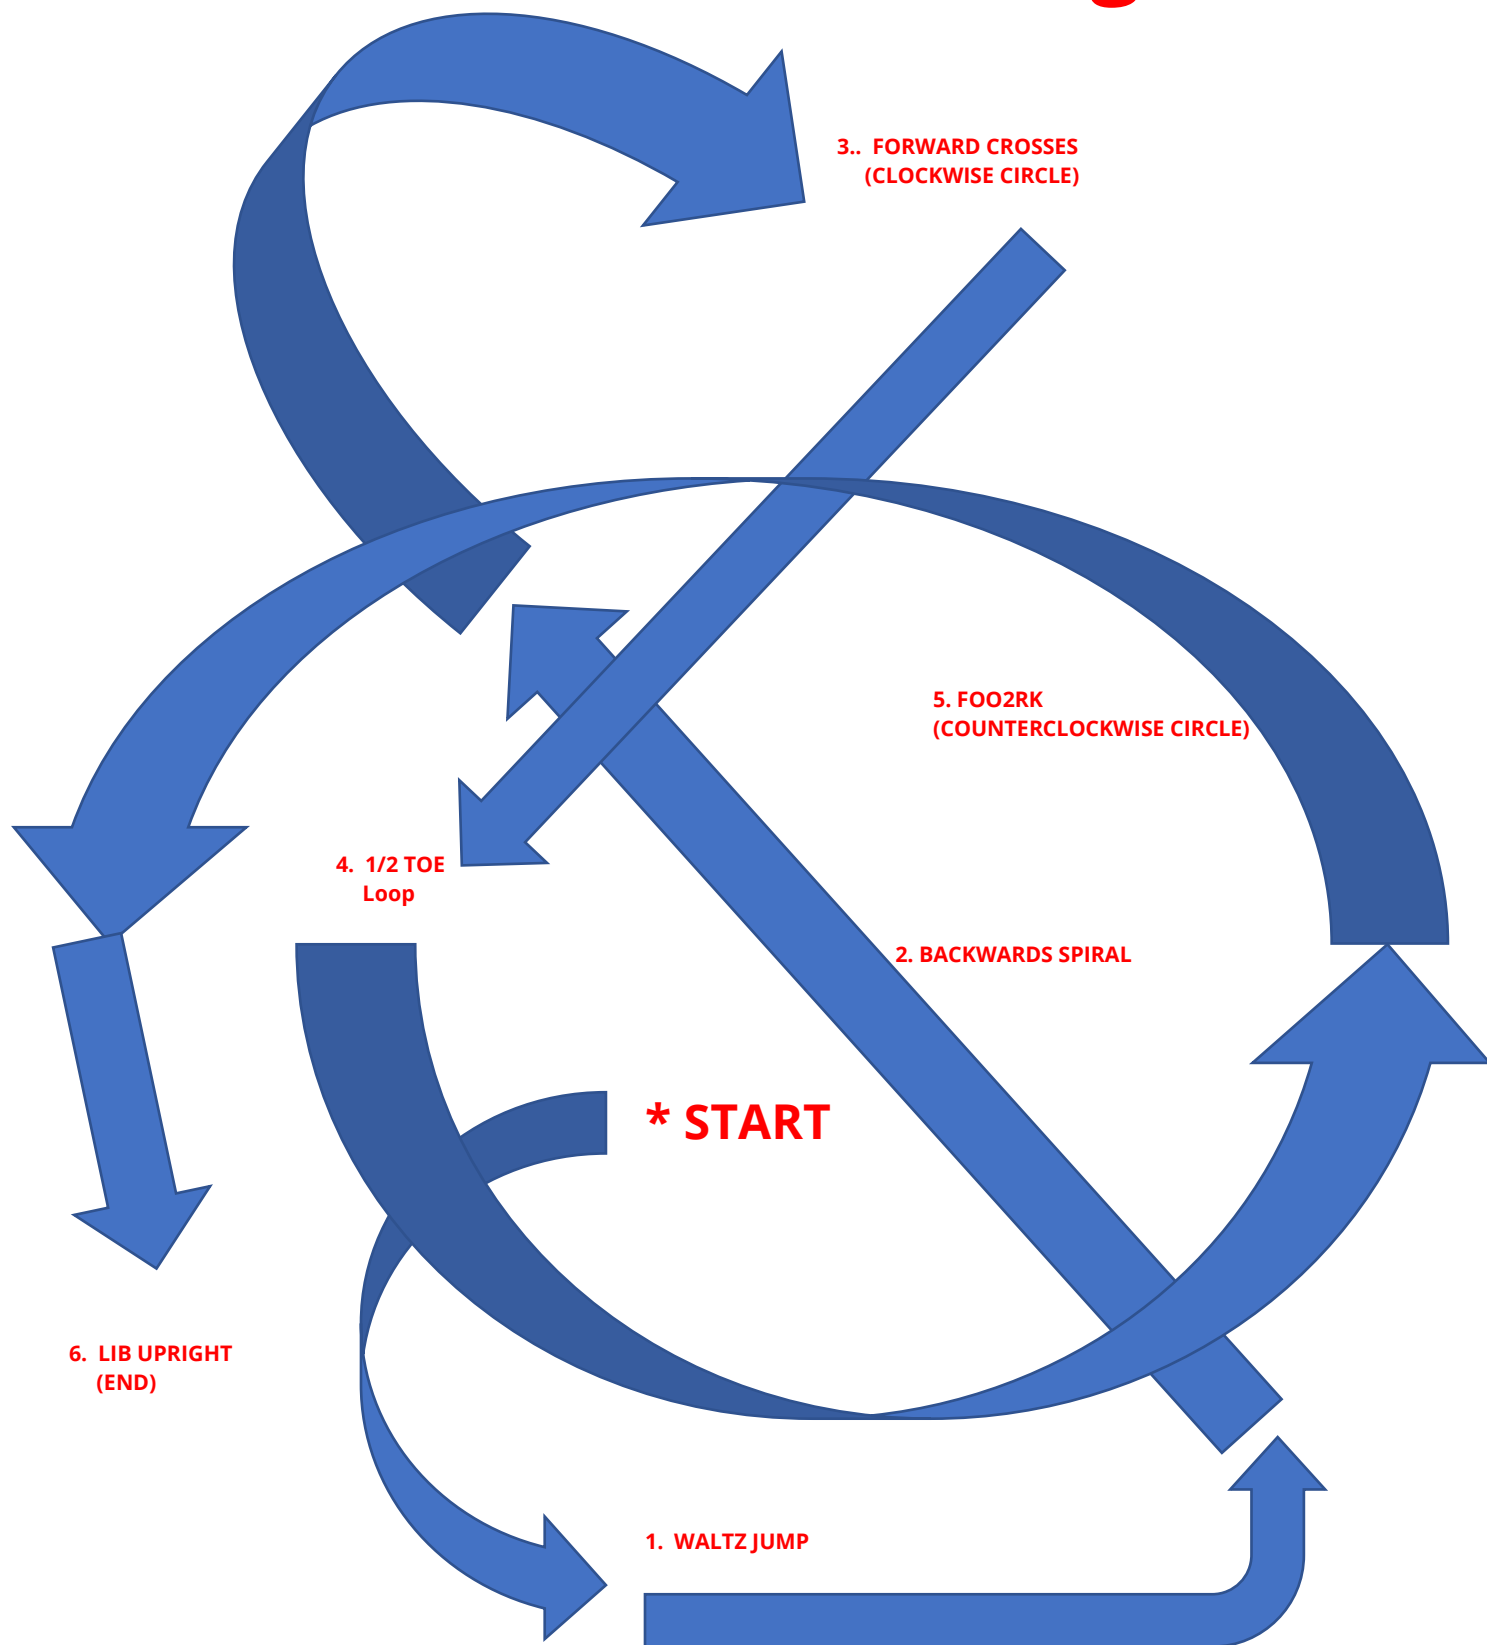 3..  FORWARD CROSSES
(CLOCKWISE CIRCLE)
5. FOO2RK
(COUNTERCLOCKWISE CIRCLE)
4.  1/2 TOE
Loop
2. BACKWARDS SPIRAL
* START
6.  LIB UPRIGHT
(END)
1.  WALTZ JUMP